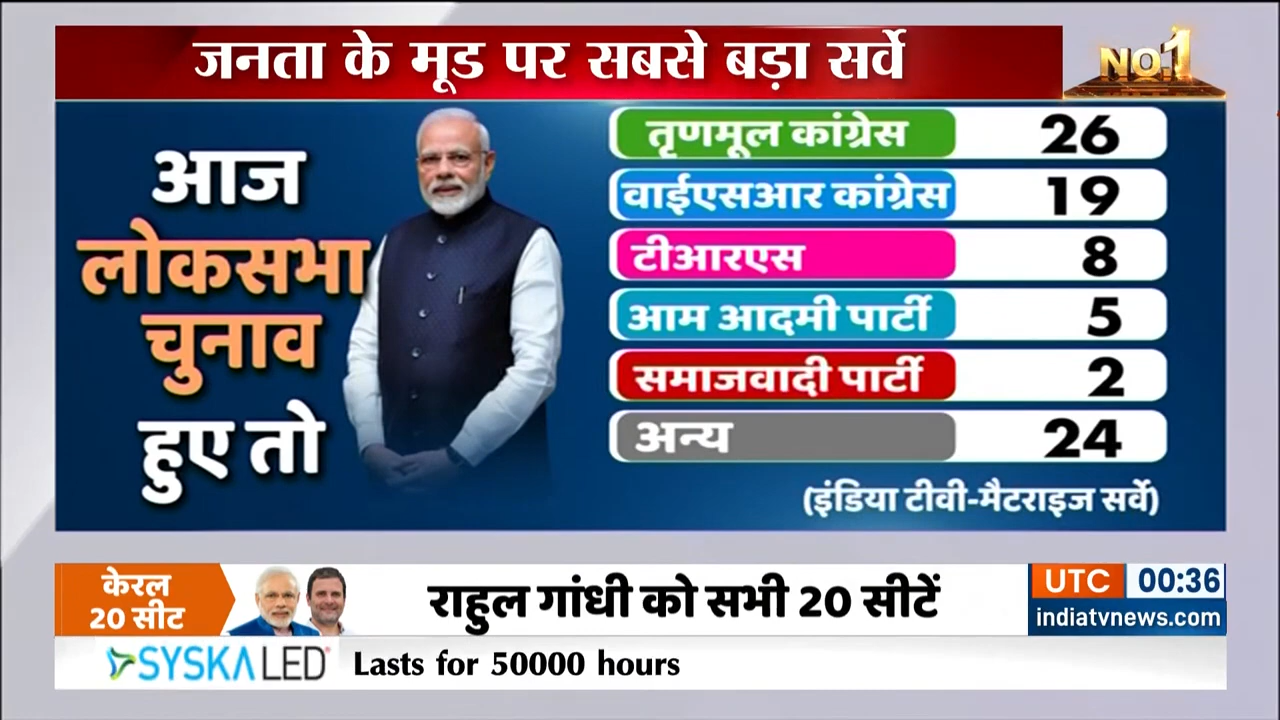 जनता के मूड पर सबसे बड़ा सर्वे
NO.1
आज
लोकसभा
चुनाव
हुए तो
तृणमूल कांग्रेस 26
वाईएसआर कांग्रेस 19
टीआरएस 8
आम आदमी पार्टी 5
समाजवादी पार्टी 2
अन्य 24
(इंडिया टीवी-मैटराइज सर्वे)
केरल
20 सीट
राहुल गांधी को सभी 20 सीटें
UTC 00:36
indiatvnews.com
SYSKA LED Lasts for 50000 hours